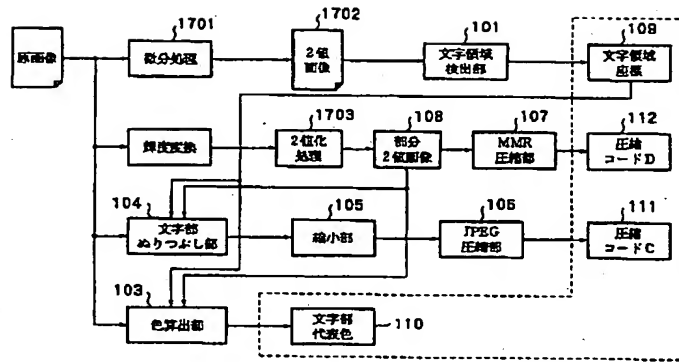 1701
1702
101
109
原画像
微分処理
2値
画像
文字領域
検出部
文字領域
座標
1703
108
107
112
輝度変換
2値化
処理
部分
2値画像
MMR
圧縮部
圧縮
コードD
104
105
106
111
文字部
ぬりつぶし部
縮小部
JPEG
圧縮部
圧縮
コードC
103
色算出部
文字部
代表色
110